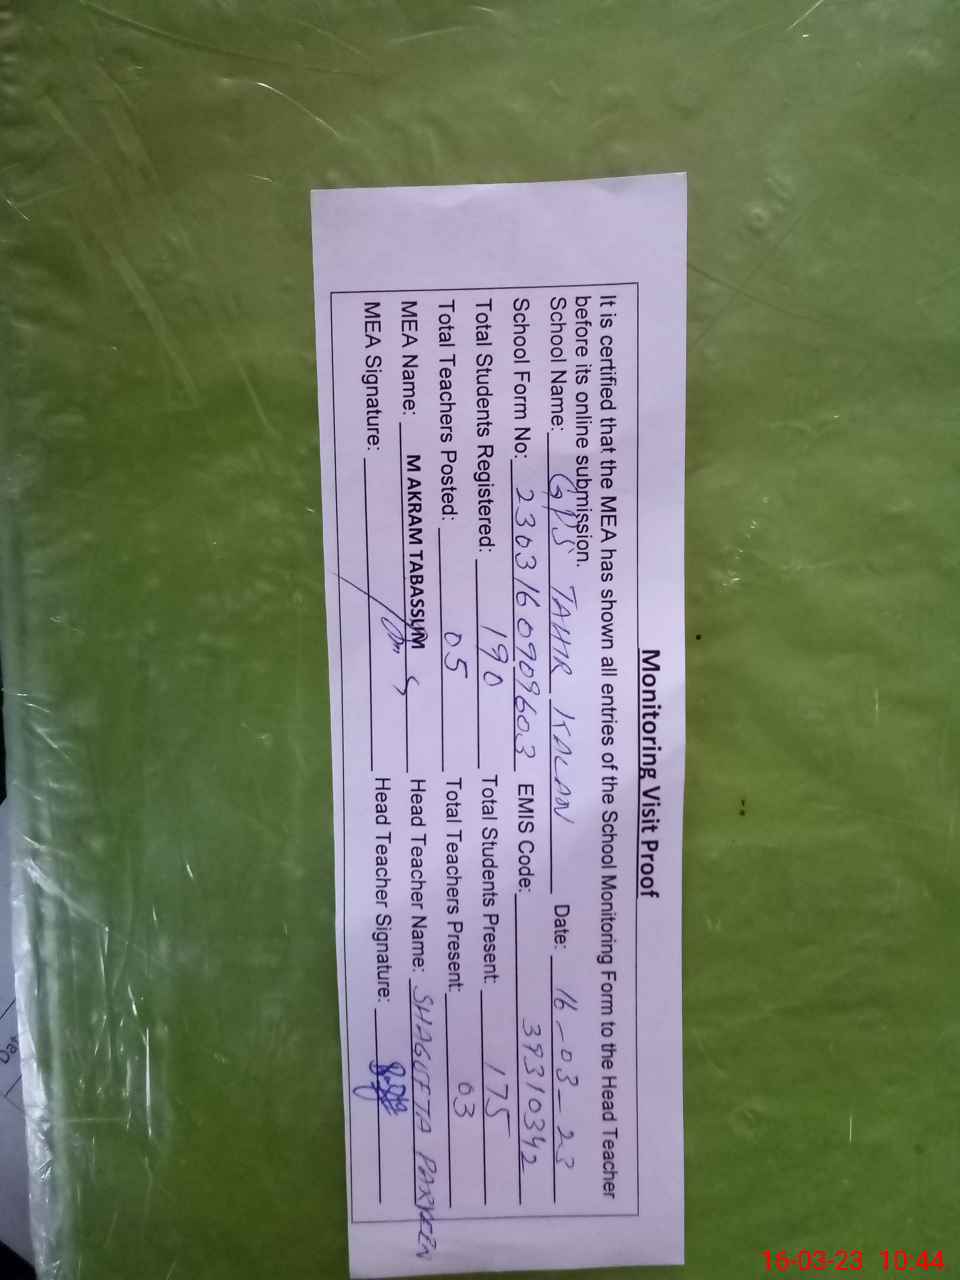 Monitoring Visit Proof
It is certified that the MEA has shown all entries of the School Monitoring Form to the Head Teacher
before its online submission.
School Name: GPS TAHIR KALAN Date: 16-03-23
School Form No: 230316090909603 EMIS Code: 39310342
Total Students Registered: 190 Total Students Present: 175
Total Teachers Posted: 05 Total Teachers Present: 03
MEA Name: M AKRAM TABASSUM Head Teacher Name: SHAGUFTA PARVEEN
MEA Signature: Head Teacher Signature:
16-03-23 10:44